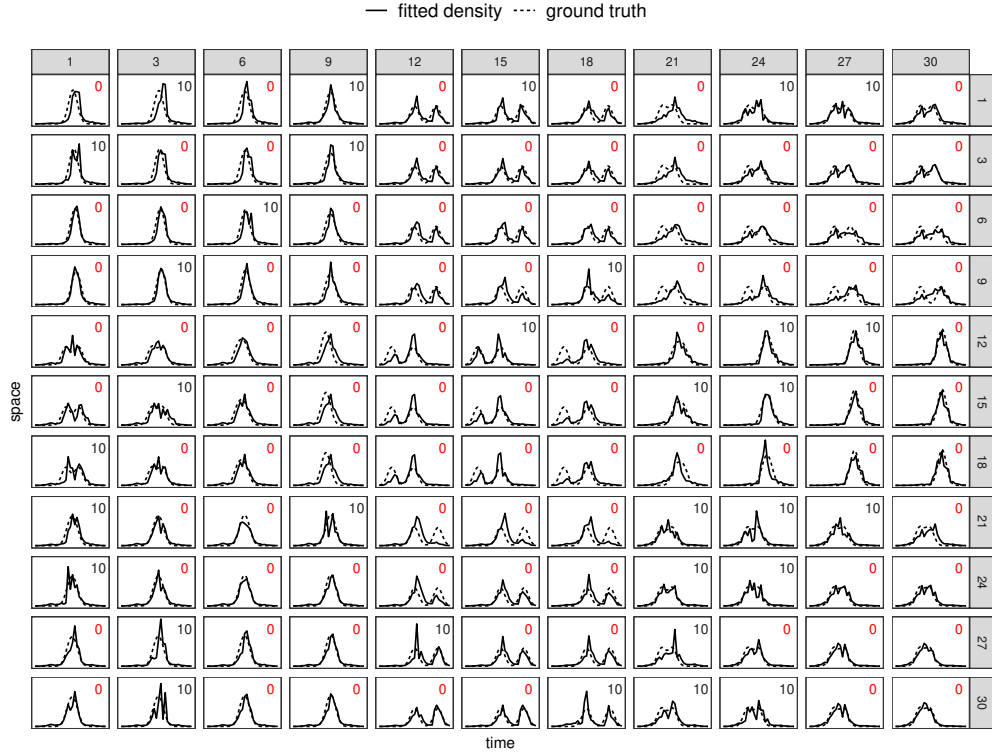 fitted density ground truth
1 3 6 9 12 15 18 21 24 27 30
0 10 0 10 0 10 0 0 10 10 0 1
10 0 0 10 0 0 0 0 0 0 0 3
0 0 10 0 0 0 0 0 0 0 0 6
0 10 0 0 0 0 10 0 0 0 0 9
0 0 0 0 0 10 0 0 10 10 0 12
0 10 0 0 0 0 0 10 10 0 0 15
10 0 0 0 0 0 0 0 10 0 0 18
10 0 0 10 0 0 0 10 10 10 0 21
10 0 0 0 0 0 0 10 10 0 0 24
0 10 0 0 10 0 0 10 0 0 0 27
0 10 0 0 0 0 10 10 10 0 0 30
space
time